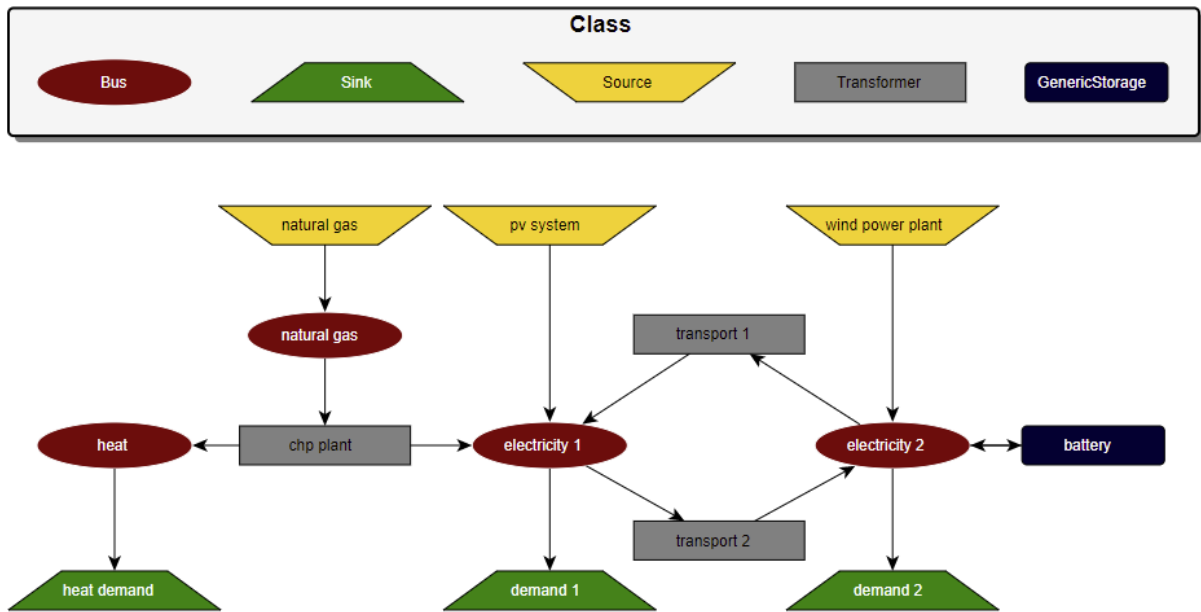 Class
Bus
Sink
Source
Transformer
GenericStorage
natural gas
pv system
wind power plant
natural gas
transport 1
heat
chp plant
electricity 1
electricity 2
battery
transport 2
heat demand
demand 1
demand 2